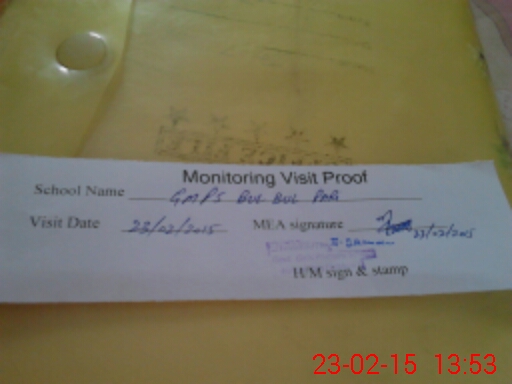 Monitoring Visit Proof
School Name GMPS BUL BUL PARI
Visit Date 23/02/2015 MEA signature 23/02/2015
H/M sign & stamp
23-02-15 13:53